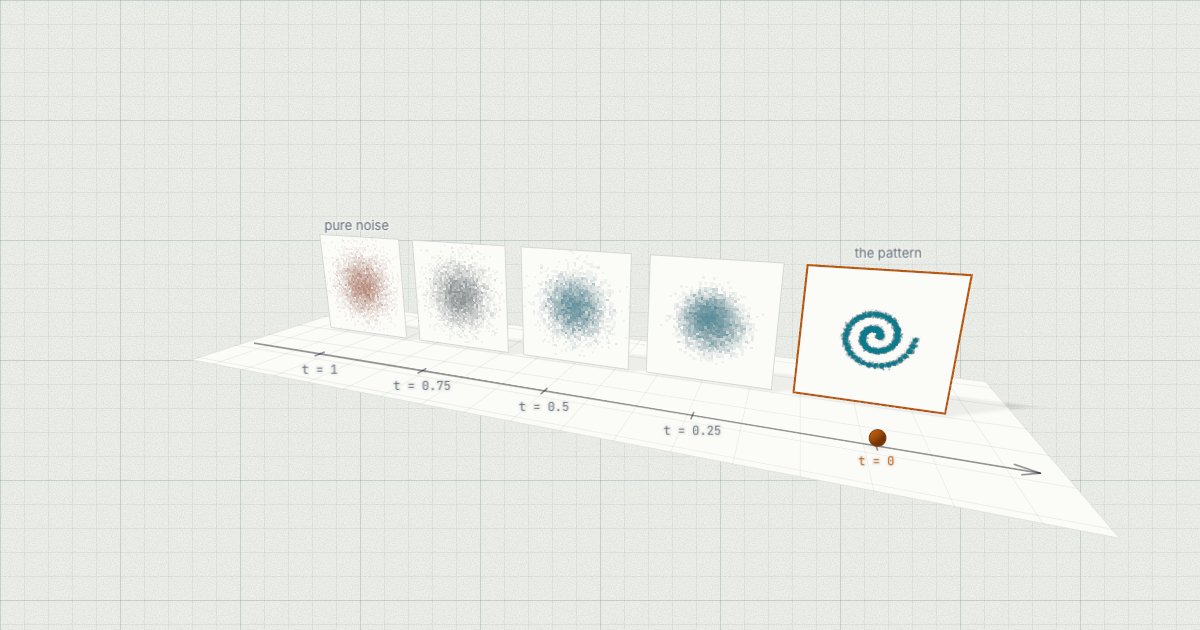 pure noise
the pattern
t = 1
t = 0.75
t = 0.5
t = 0.25
t = 0